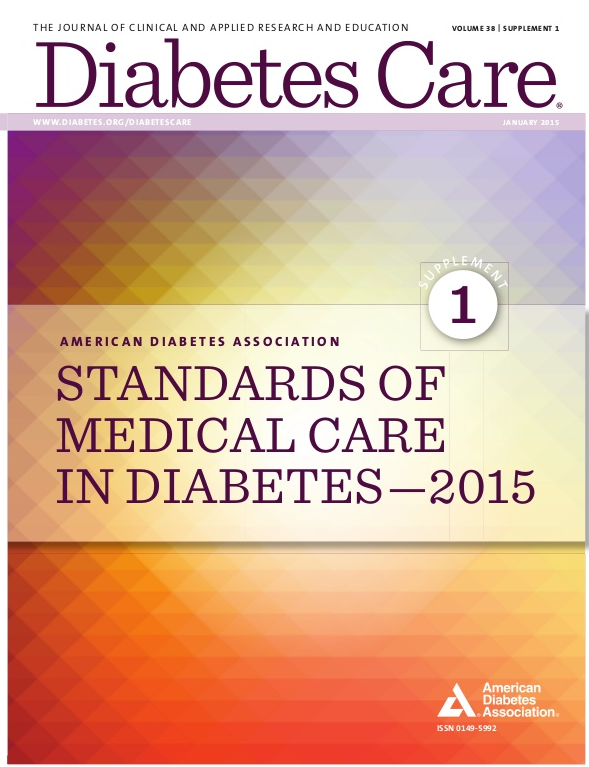 THE JOURNAL OF CLINICAL AND APPLIED RESEARCH AND EDUCATION
VOLUME 38 | SUPPLEMENT 1
Diabetes Care®
WWW.DIABETES.ORG/DIABETESCARE
JANUARY 2015
SUPPLEMENT
1
AMERICAN DIABETES ASSOCIATION
STANDARDS OF
MEDICAL CARE
IN DIABETES—2015
American
Diabetes
Association®
ISSN 0149-5992